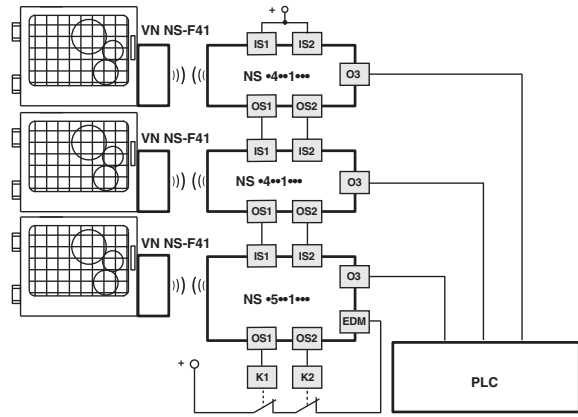 +
VN NS-F41
IS1 IS2
NS •4••1•••
O3
OS1 OS2
VN NS-F41
IS1 IS2
NS •4••1•••
O3
OS1 OS2
VN NS-F41
IS1 IS2
O3
NS •5••1•••
EDM
OS1 OS2
+
K1 K2
PLC